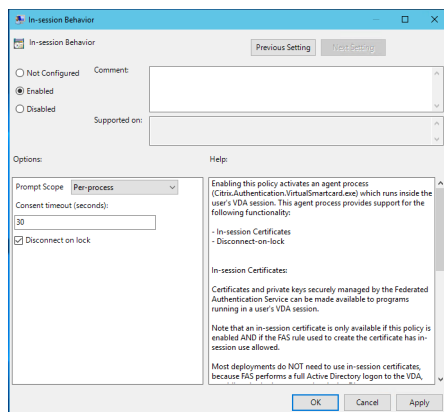 In-session Behavior
In-session Behavior
Previous Setting
Next Setting
Not Configured
Comment:
Enabled
Disabled
Supported on:
Options:
Help:
Prompt Scope
Per-process
Consent timeout (seconds):
30
Disconnect on lock
Enabling this policy activates an agent process
(Citrix.Authentication.VirtualSmartcard.exe) which runs inside the
user's VDA session. This agent process provides support for the
following functionality:
- In-session Certificates
- Disconnect-on-lock
In-session Certificates:
Certificates and private keys securely managed by the Federated
Authentication Service can be made available to programs
running in a user's VDA session.
Note that an in-session certificate is only available if this policy is
enabled AND if the FAS rule used to create the certificate has in-
session use allowed.
Most deployments do NOT need to use in-session certificates,
because FAS performs a full Active Directory logon to the VDA,
OK
Cancel
Apply